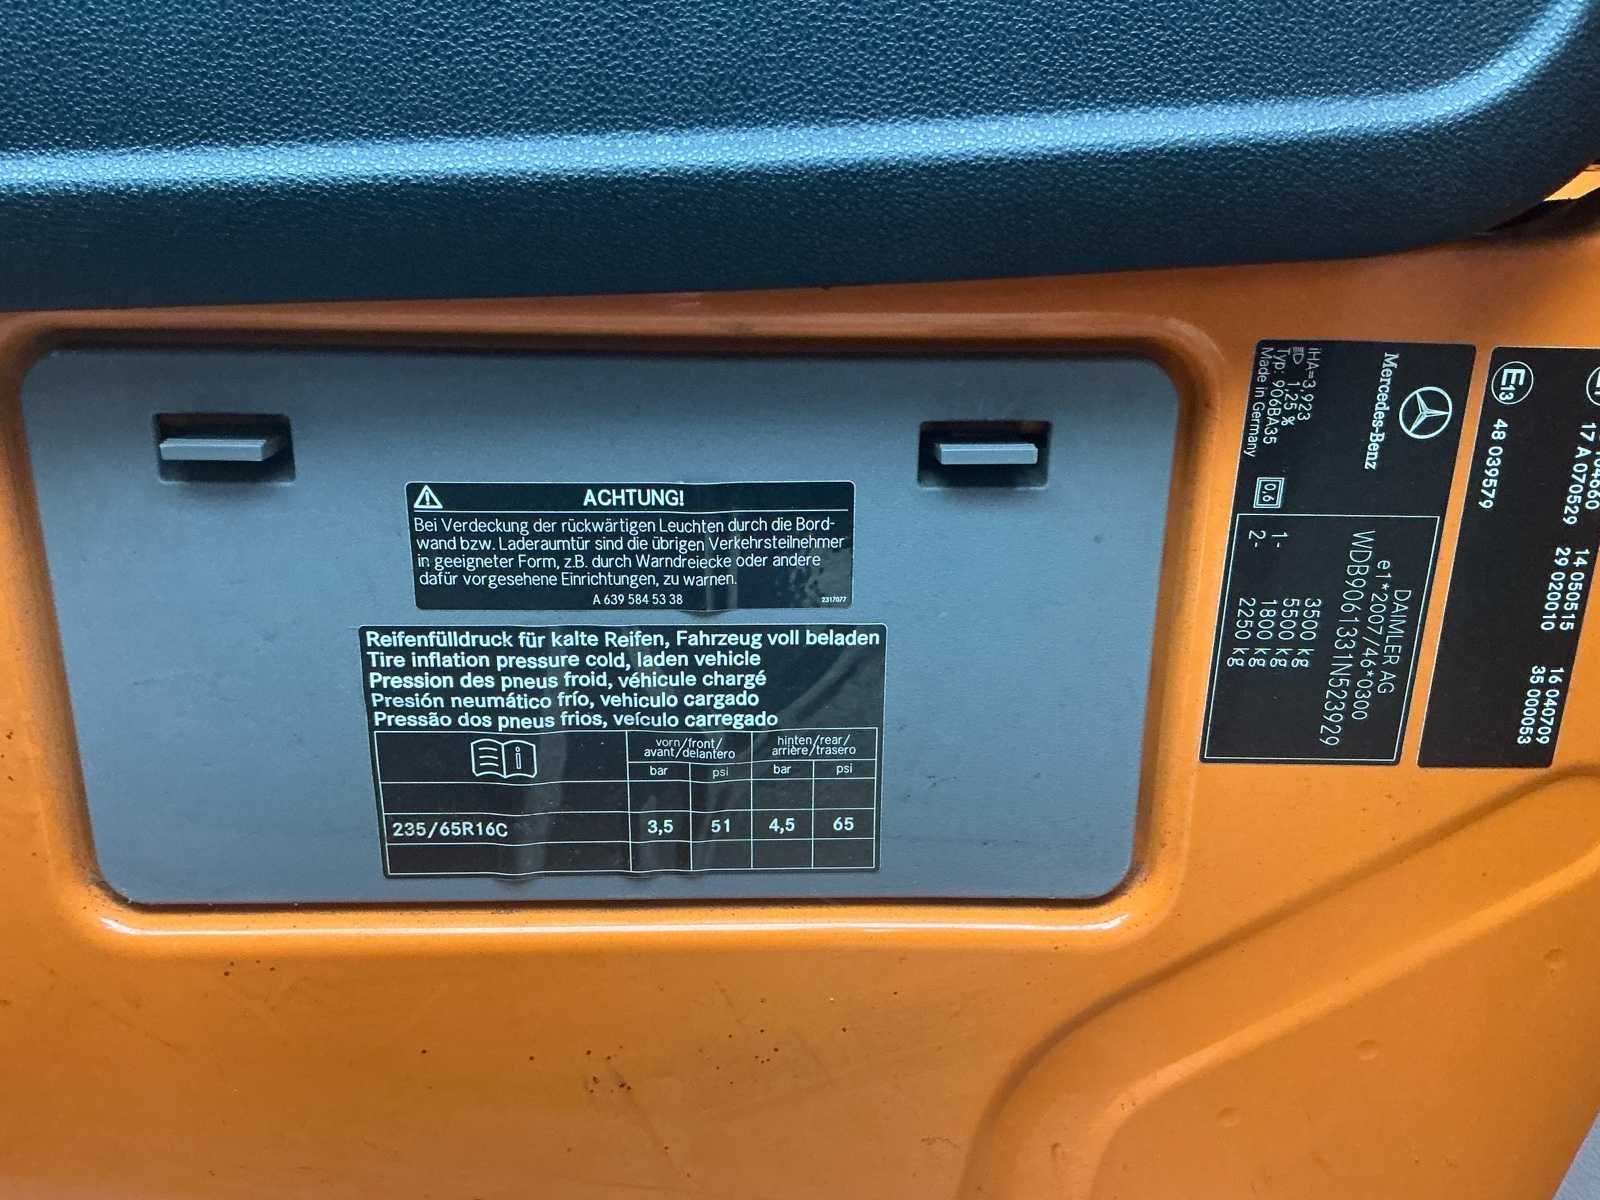 ACHTUNG!
Bei Verdeckung der rückwärtigen Leuchten durch die Bord-
wand bzw. Laderaumtür sind die übrigen Verkehrsteilnehmer
in geeigneter Form, z.B. durch Warndreiecke oder andere
dafür vorgesehene Einrichtungen, zu warnen.
A 639 584 53 38
2317077
Reifenfülldruck für kalte Reifen, Fahrzeug voll beladen
Tire inflation pressure cold, laden vehicle
Pression des pneus froid, véhicule chargé
Presión neumático frío, vehiculo cargado
Pressão dos pneus frios, veículo carregado
vorn/front/ hinten/rear/
avant/delantero arrière/trasero
bar psi bar psi
235/65R16C 3,5 51 4,5 65
Mercedes-Benz
iHA=3,923
1,25 %
Typ: 906BA35
Made in Germany
0,6
DAIMLER AG
e1*2007/46*0300
WDB9061331N523929
3500 kg
5500 kg
1- 1800 kg
2- 2250 kg
17 A 070529 14 050515 16 040709
E13 48 039579 29 020010 35 000053